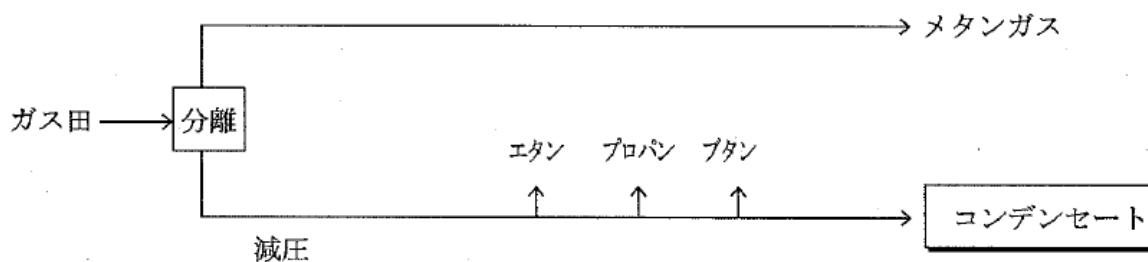 メタンガス
ガス田
分離
エタン
プロパン
ブタン
コンデンセート
減圧